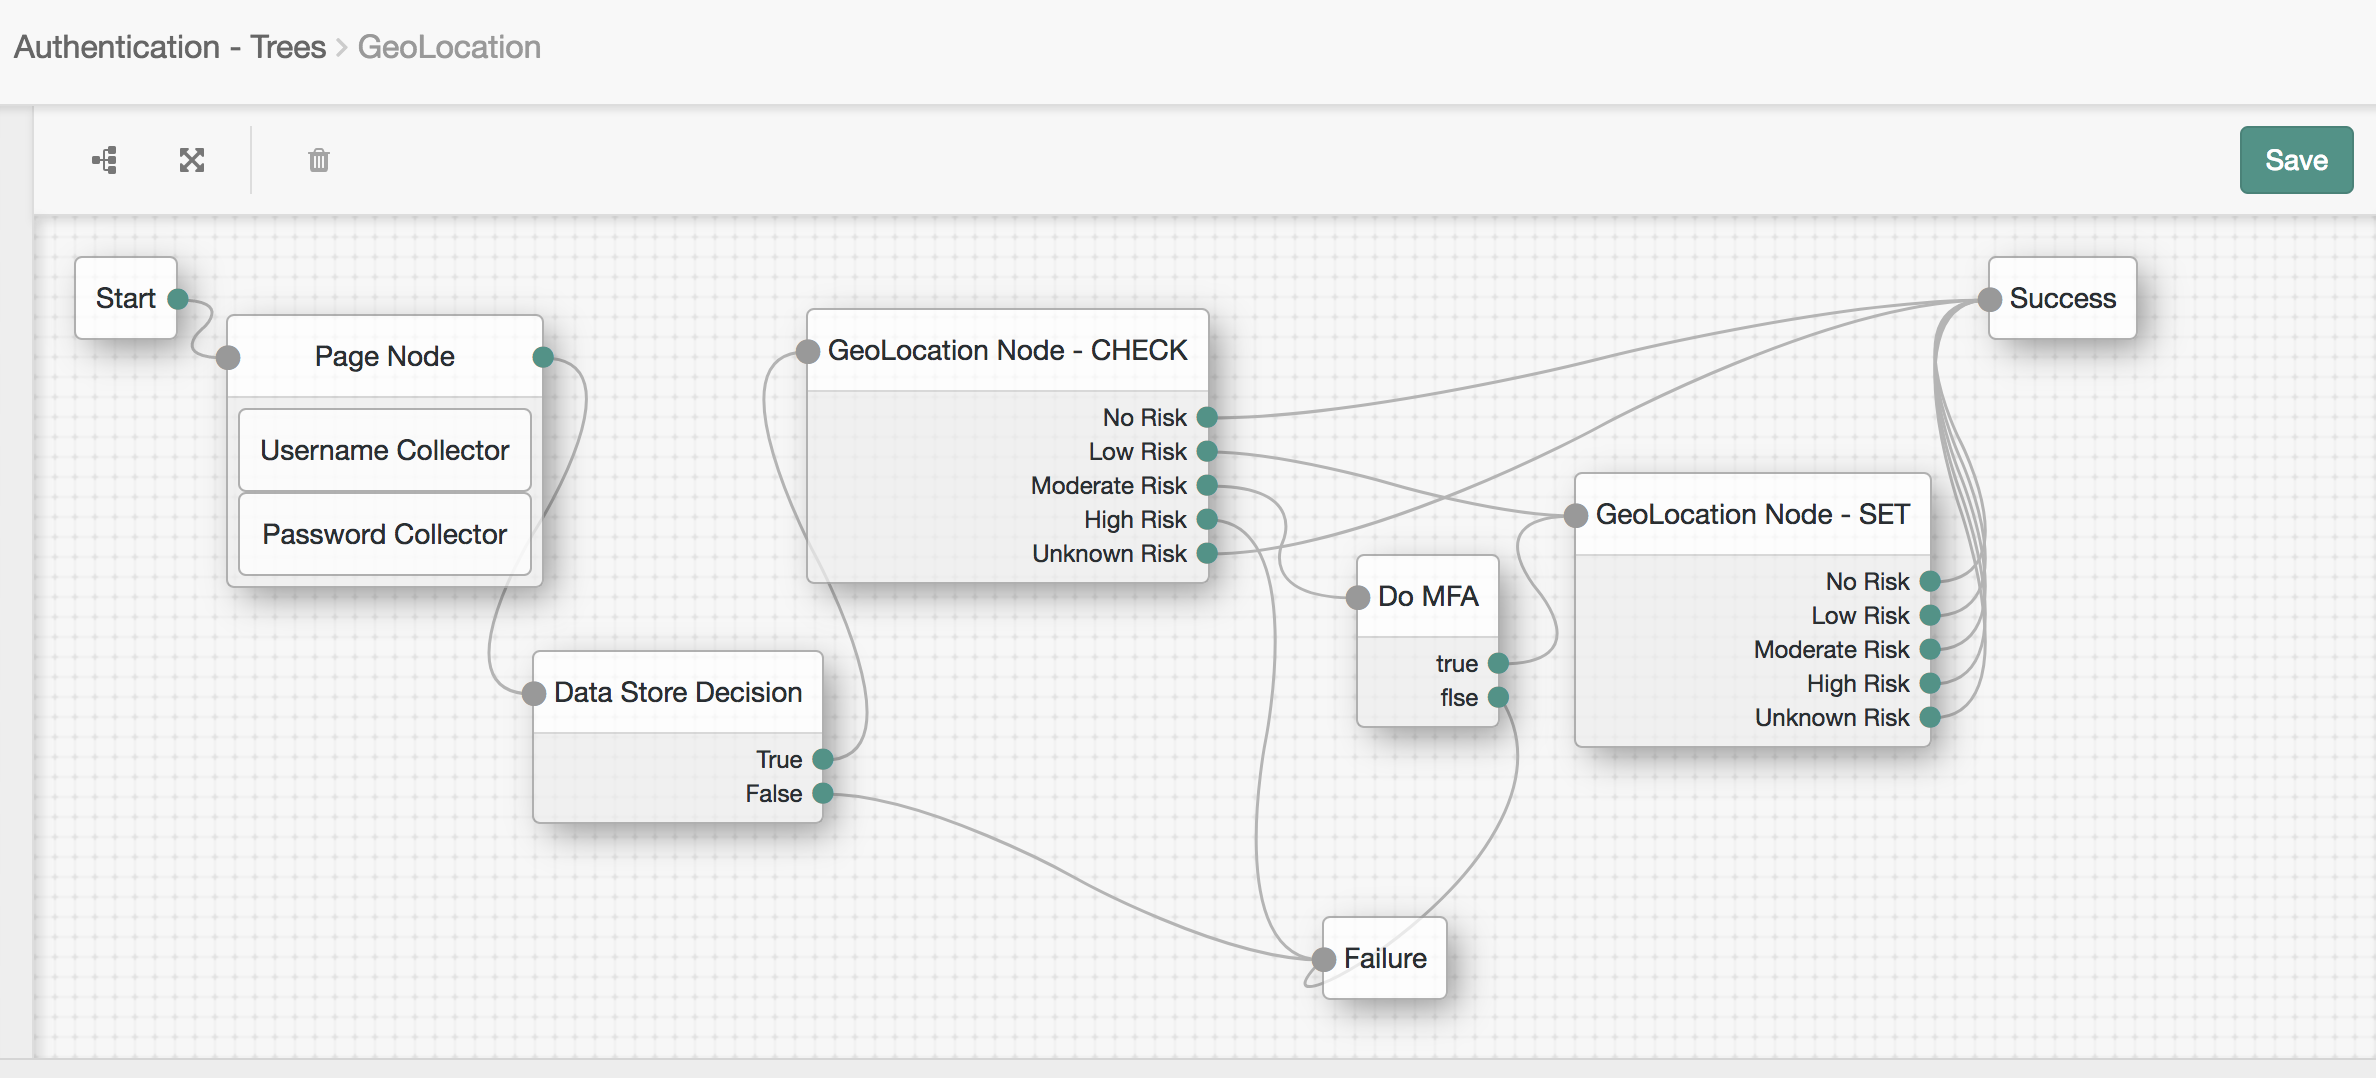 Authentication - Trees > GeoLocation
Save
Start
Page Node
Username Collector
Password Collector
Data Store Decision
True
False
GeoLocation Node - CHECK
No Risk
Low Risk
Moderate Risk
High Risk
Unknown Risk
Do MFA
true
flse
GeoLocation Node - SET
No Risk
Low Risk
Moderate Risk
High Risk
Unknown Risk
Success
Failure